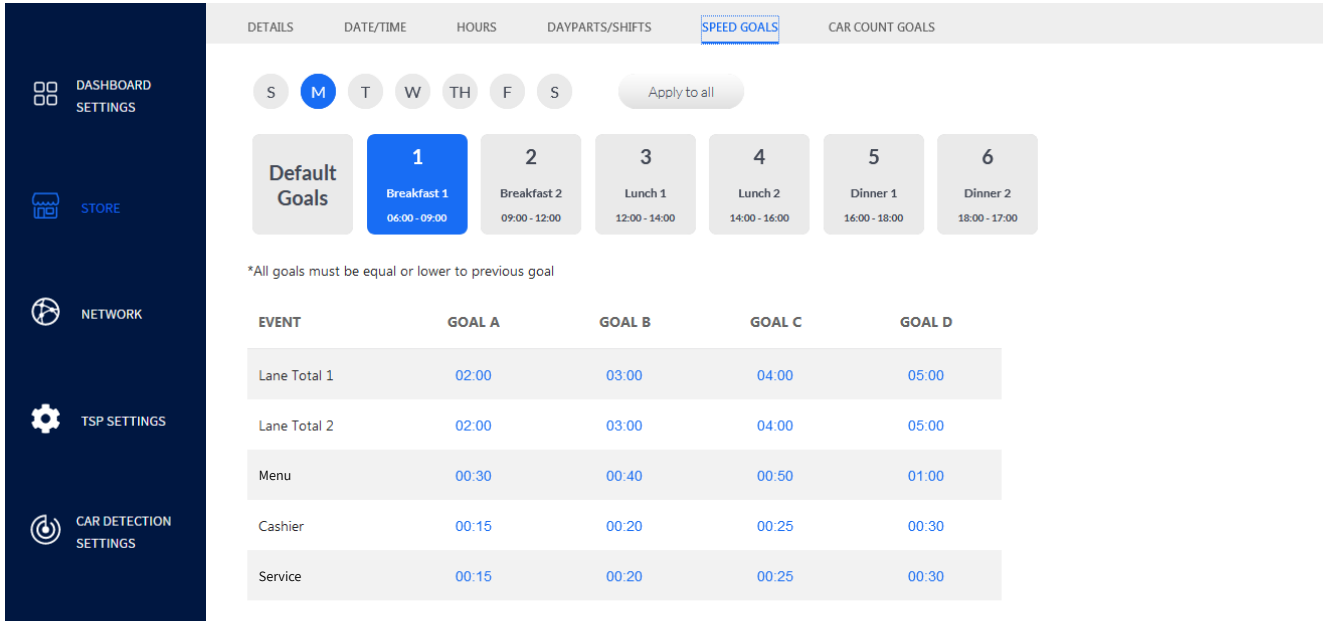 DETAILS DATE/TIME HOURS DAYPARTS/SHIFTS SPEED GOALS CAR COUNT GOALS
DASHBOARD
SETTINGS
STORE
NETWORK
TSP SETTINGS
CAR DETECTION
SETTINGS
S M T W TH F S Apply to all
Default
Goals
1
Breakfast 1
06:00 - 09:00
2
Breakfast 2
09:00 - 12:00
3
Lunch 1
12:00 - 14:00
4
Lunch 2
14:00 - 16:00
5
Dinner 1
16:00 - 18:00
6
Dinner 2
18:00 - 17:00
*All goals must be equal or lower to previous goal
EVENT GOAL A GOAL B GOAL C GOAL D
Lane Total 1 02:00 03:00 04:00 05:00
Lane Total 2 02:00 03:00 04:00 05:00
Menu 00:30 00:40 00:50 01:00
Cashier 00:15 00:20 00:25 00:30
Service 00:15 00:20 00:25 00:30